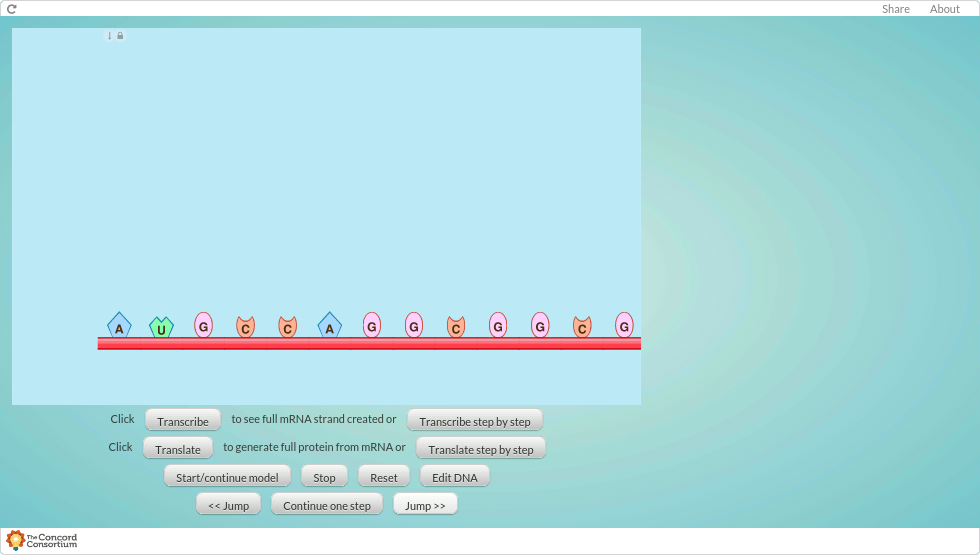 Share About
A U G C C A G G C G G C G
Click Transcribe to see full mRNA strand created or Transcribe step by step
Click Translate to generate full protein from mRNA or Translate step by step
Start/continue model Stop Reset Edit DNA
<< Jump Continue one step Jump >>
The Concord
Consortium